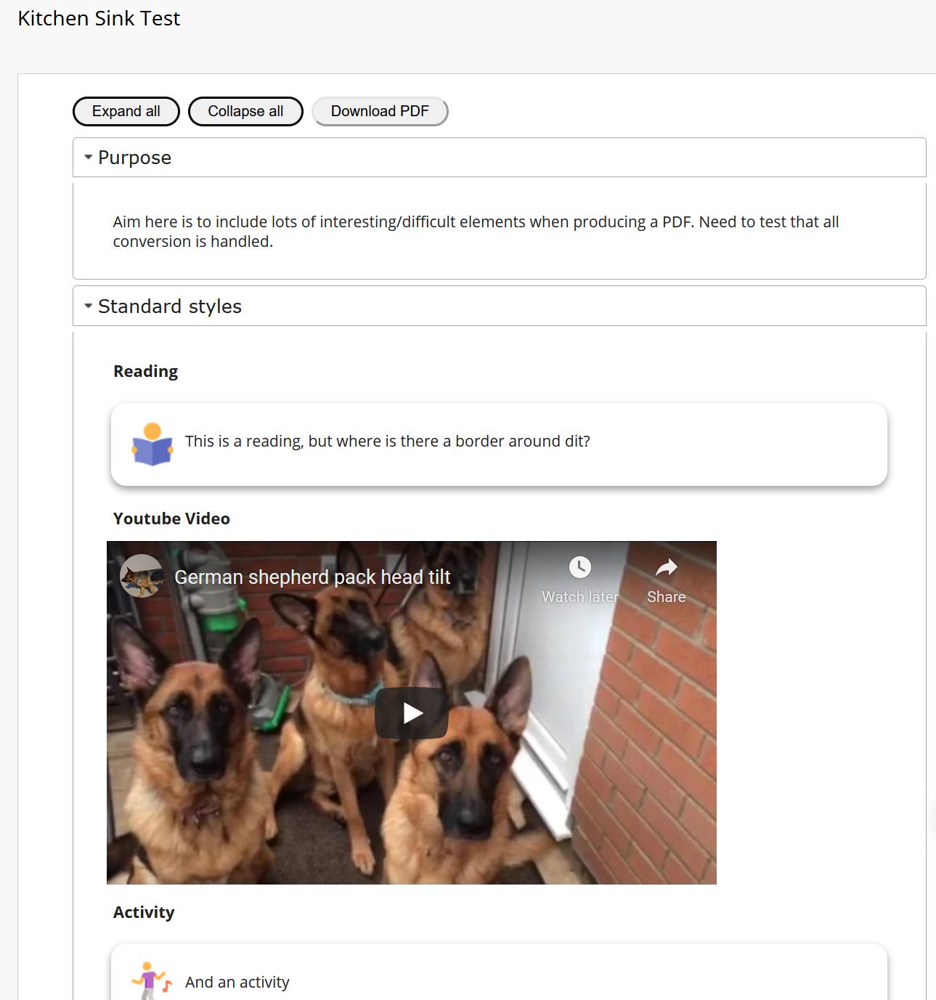 Kitchen Sink Test
Expand all
Collapse all
Download PDF
Purpose
Aim here is to include lots of interesting/difficult elements when producing a PDF. Need to test that all
conversion is handled.
Standard styles
Reading
This is a reading, but where is there a border around dit?
Youtube Video
German shepherd pack head tilt
Watch later
Share
Activity
And an activity